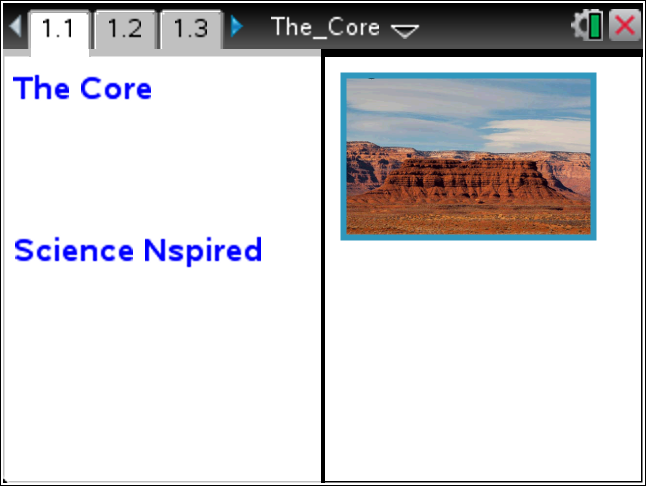 1.1 1.2 1.3 The_Core
The Core
Science Nspired